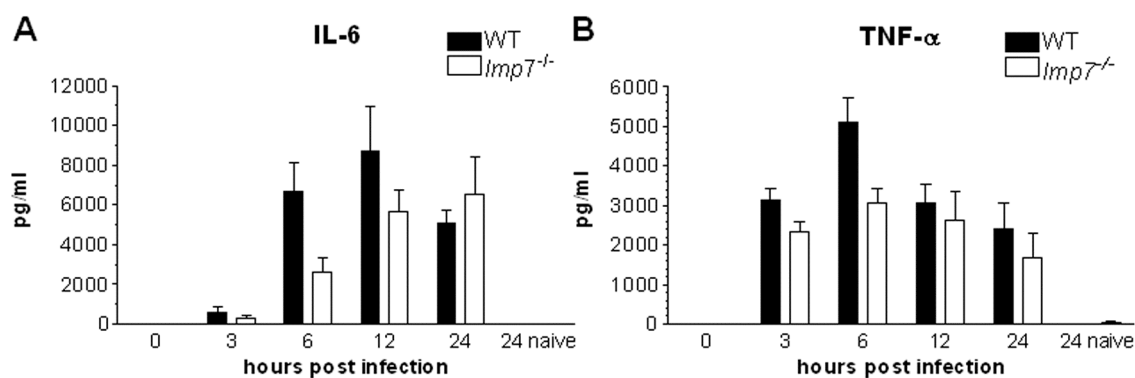 A
IL-6
WT
lmp7-/-
12000
10000
8000
6000
4000
2000
0
pg/ml
0 3 6 12 24 24 naive
hours post infection
B
TNF-α
WT
lmp7-/-
6000
5000
4000
3000
2000
1000
0
pg/ml
0 3 6 12 24 24 naive
hours post infection